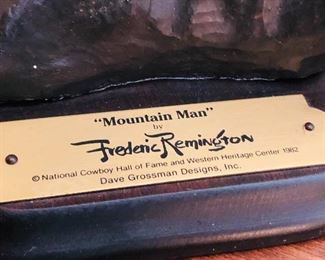 "Mountain Man"
by
Frederic Remington
© National Cowboy Hall of Fame and Western Heritage Center 1982
Dave Grossman Designs, Inc.